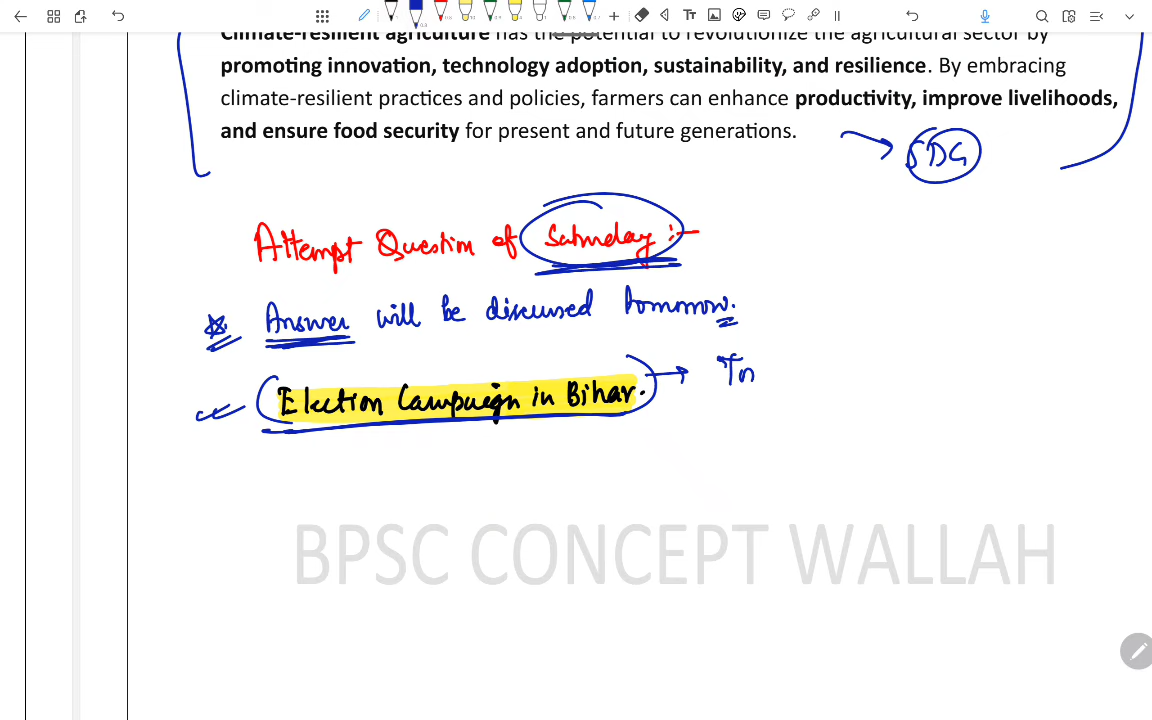 Climate-resilient agriculture has the potential to revolutionize the agricultural sector by
promoting innovation, technology adoption, sustainability, and resilience. By embracing
climate-resilient practices and policies, farmers can enhance productivity, improve livelihoods,
and ensure food security for present and future generations.
→ SDG
Attempt Question of Saturday :-
Answer will be discussed tommorow.
Election Campaign in Bihar. → Tn
BPSC CONCEPT WALLAH